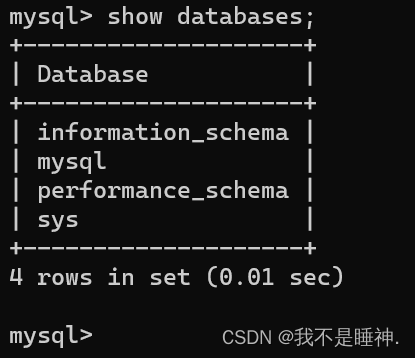 mysql> show databases;
+--------------------+
| Database           |
+--------------------+
| information_schema |
| mysql              |
| performance_schema |
| sys                |
+--------------------+
4 rows in set (0.01 sec)
mysql>
CSDN @我不是睡神.